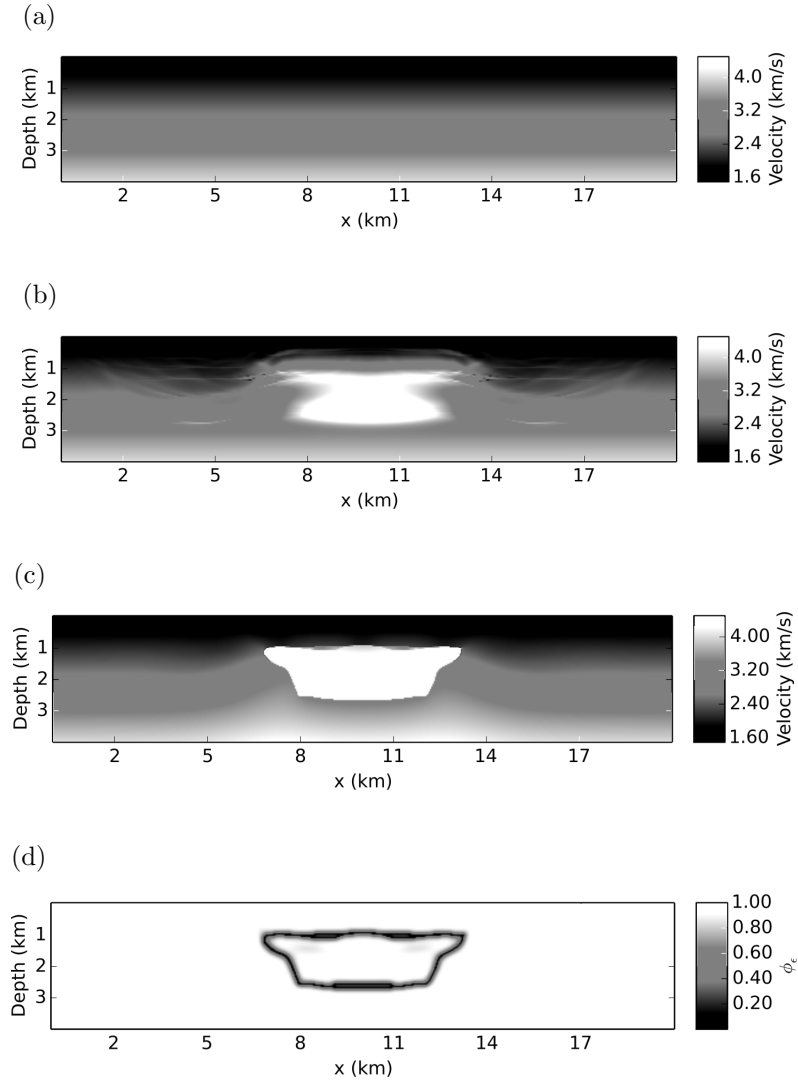 (a)
Depth (km)
1
2
3
2 5 8 11 14 17
x (km)
4.0
3.2
2.4
1.6
Velocity (km/s)
(b)
Depth (km)
1
2
3
2 5 8 11 14 17
x (km)
4.0
3.2
2.4
1.6
Velocity (km/s)
(c)
Depth (km)
1
2
3
2 5 8 11 14 17
x (km)
4.00
3.20
2.40
1.60
Velocity (km/s)
(d)
Depth (km)
1
2
3
2 5 8 11 14 17
x (km)
1.00
0.80
0.60
0.40
0.20
ϕ_ϵ